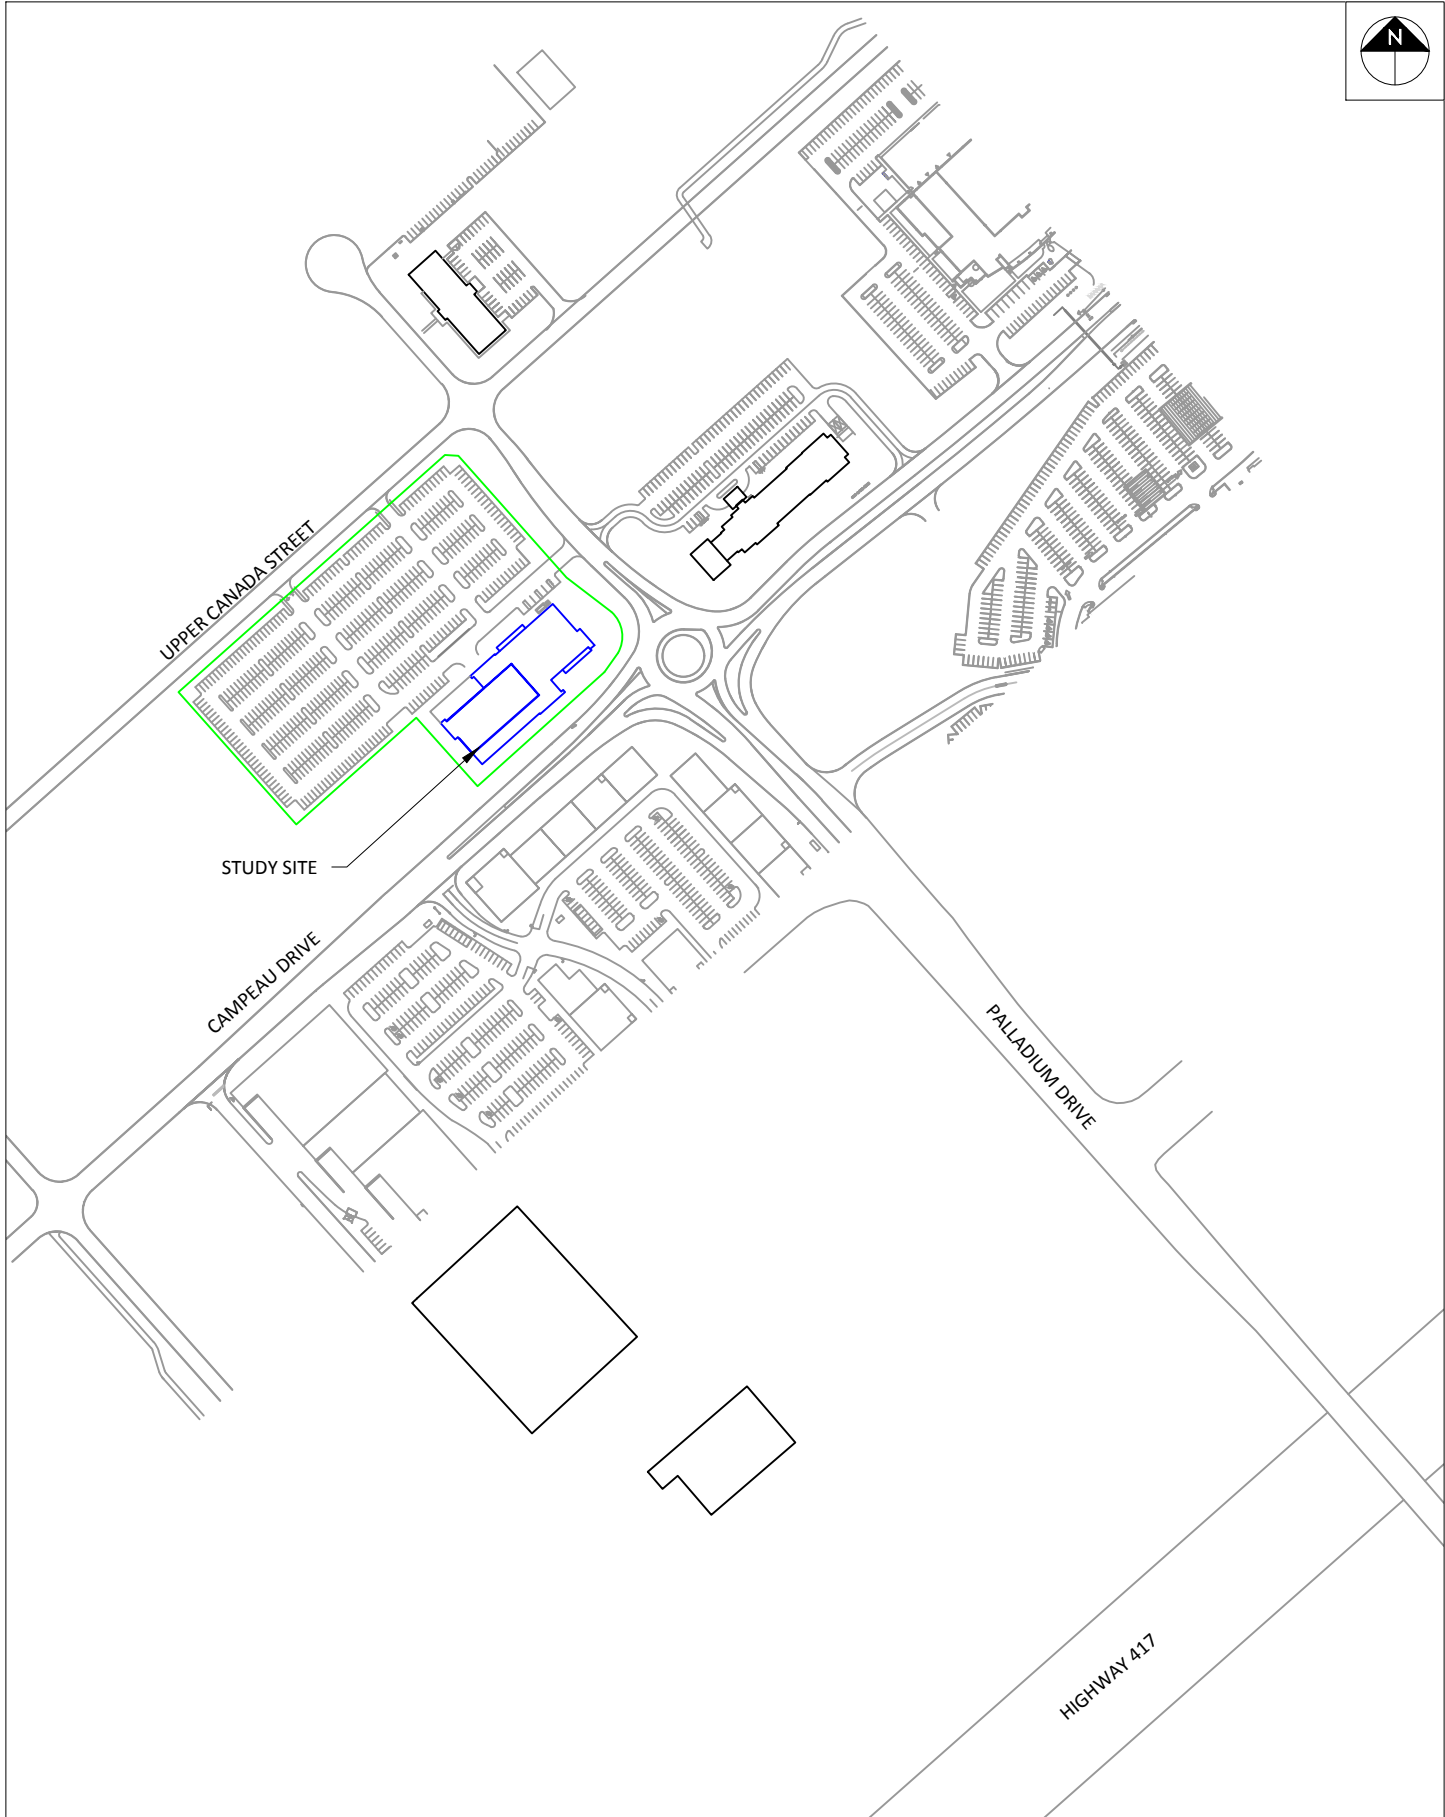 N
UPPER CANADA STREET
STUDY SITE
CAMPEAU DRIVE
PALLADIUM DRIVE
HIGHWAY 417